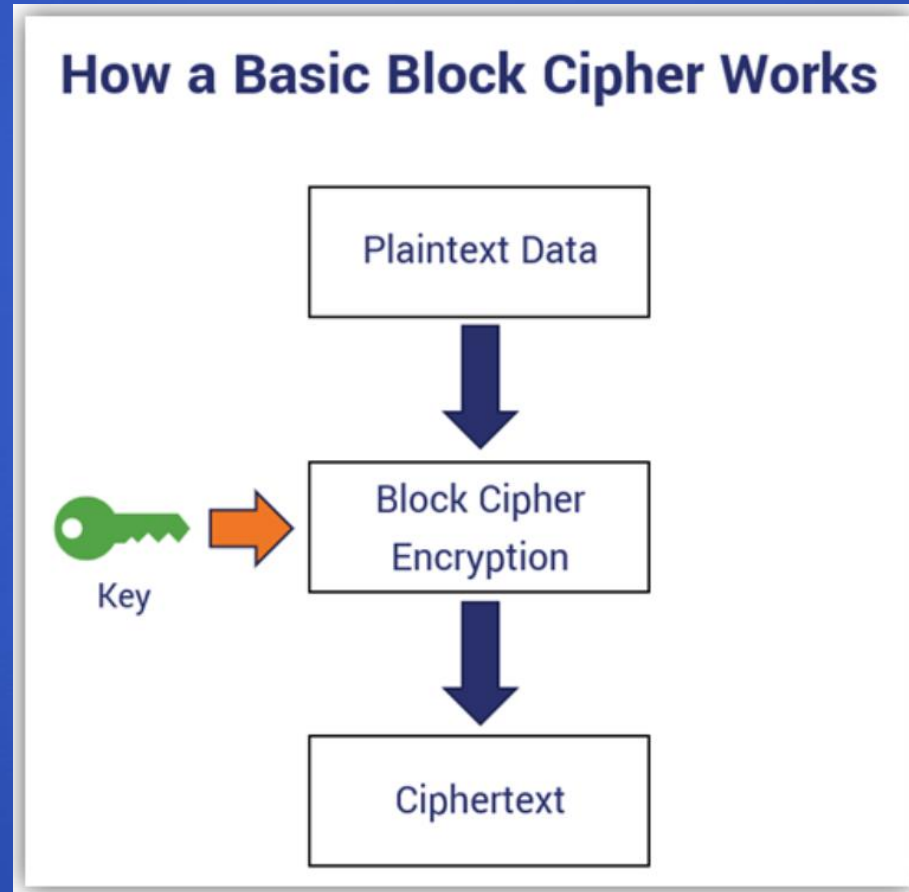 How a Basic Block Cipher Works
Plaintext Data
Block Cipher
Encryption
Key
Ciphertext